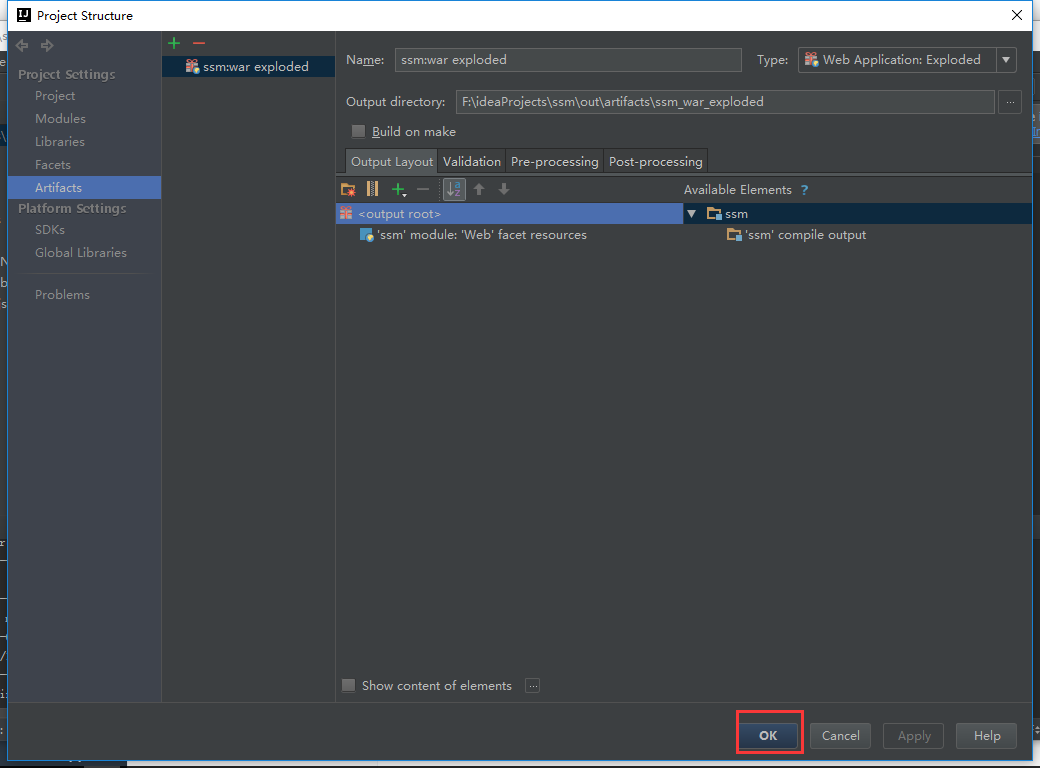 Project Structure
Project Settings
Project
Modules
Libraries
Facets
Artifacts
Platform Settings
SDKs
Global Libraries
Problems
ssm:war exploded
Name: ssm:war exploded Type: Web Application: Exploded
Output directory: F:\ideaProjects\ssm\out\artifacts\ssm_war_exploded ...
Build on make
Output Layout Validation Pre-processing Post-processing
Available Elements ?
<output root>
'ssm' module: 'Web' facet resources
ssm
'ssm' compile output
Show content of elements ...
OK Cancel Apply Help